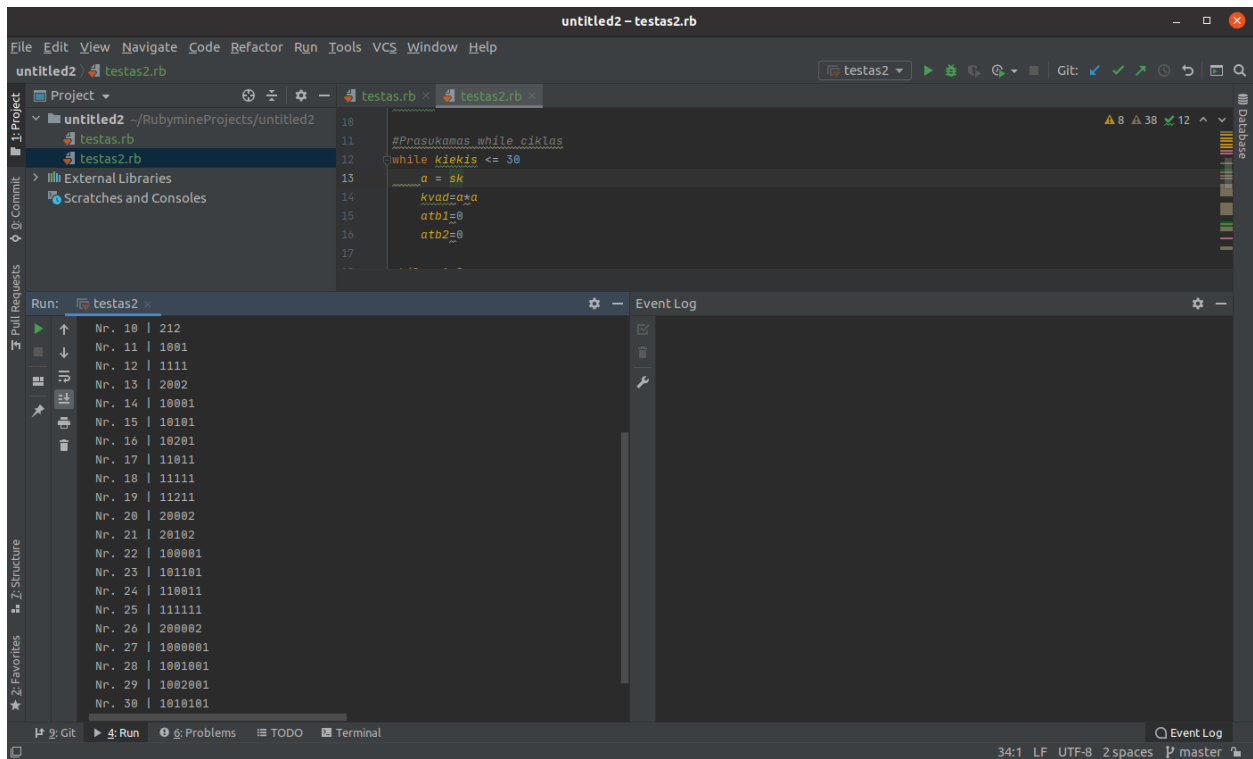 untitled2 – testas2.rb
File Edit View Navigate Code Refactor Run Tools VCS Window Help
untitled2 testas2.rb
testas2 Git:
1: Project
Project
testas.rb testas2.rb
untitled2 ~/RubymineProjects/untitled2
testas.rb
testas2.rb
External Libraries
Scratches and Consoles
0: Commit
Pull Requests
10
11 #Prasukamas while ciklas
12 while kiekis <= 30
13 a = sk
14 kvad=a*a
15 atb1=0
16 atb2=0
17
8 38 12
Database
Run: testas2
Nr. 10 | 212
Nr. 11 | 1001
Nr. 12 | 1111
Nr. 13 | 2002
Nr. 14 | 10001
Nr. 15 | 10101
Nr. 16 | 10201
Nr. 17 | 11011
Nr. 18 | 11111
Nr. 19 | 11211
Nr. 20 | 20002
Nr. 21 | 20102
Nr. 22 | 100001
Nr. 23 | 101101
Nr. 24 | 110011
Nr. 25 | 111111
Nr. 26 | 200002
Nr. 27 | 1000001
Nr. 28 | 1001001
Nr. 29 | 1002001
Nr. 30 | 1010101
Event Log
7: Structure
2: Favorites
9: Git 4: Run 6: Problems TODO Terminal Event Log
34:1 LF UTF-8 2 spaces master